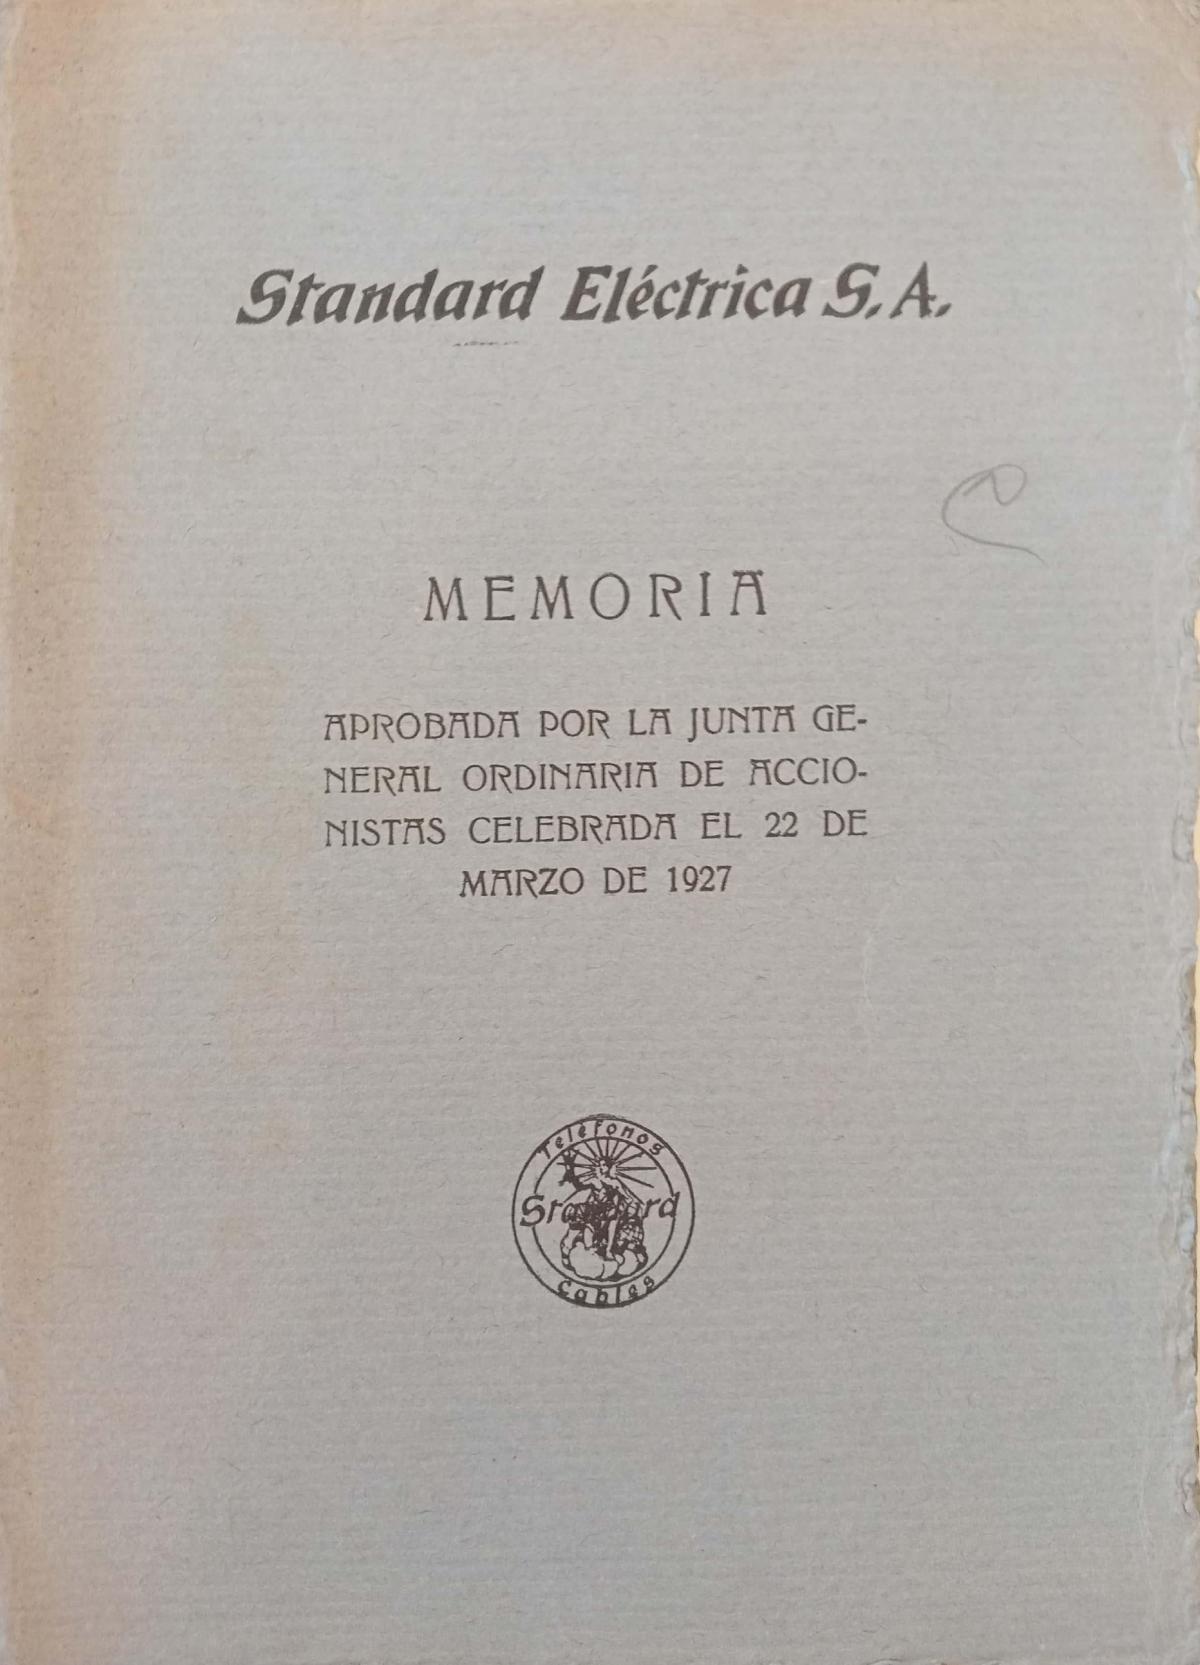 Standard Eléctrica S.A.
MEMORIA
APROBADA POR LA JUNTA GE-
NERAL ORDINARIA DE ACCIO-
NISTAS CELEBRADA EL 22 DE
MARZO DE 1927
Teléfonos
Standard
Cables